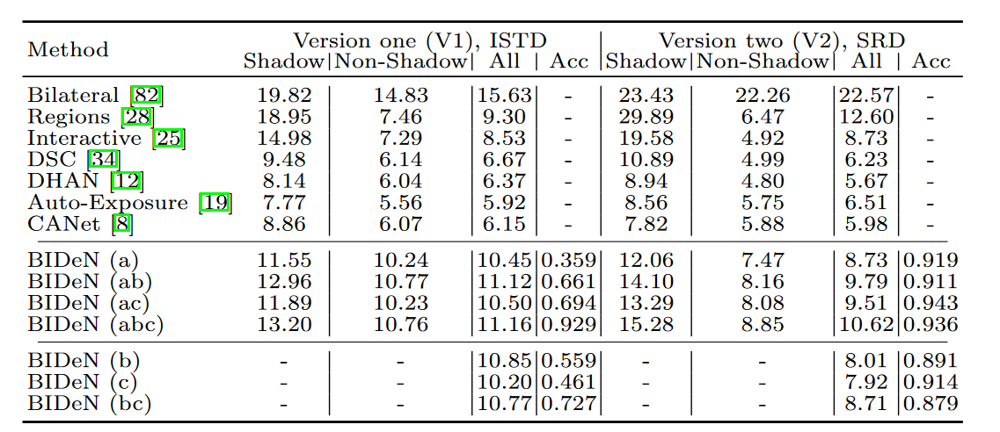 Method Version one (V1), ISTD | Version two (V2), SRD
Shadow|Non-Shadow| All | Acc |Shadow|Non-Shadow| All | Acc
Bilateral [82] 19.82 | 14.83 |15.63| - | 23.43 | 22.26 |22.57| -
Regions [28] 18.95 | 7.46 | 9.30 | - | 29.89 | 6.47 |12.60| -
Interactive [25] 14.98 | 7.29 | 8.53 | - | 19.58 | 4.92 | 8.73 | -
DSC [34] 9.48 | 6.14 | 6.67 | - | 10.89 | 4.99 | 6.23 | -
DHAN [12] 8.14 | 6.04 | 6.37 | - | 8.94 | 4.80 | 5.67 | -
Auto-Exposure [19] 7.77 | 5.56 | 5.92 | - | 8.56 | 5.75 | 6.51 | -
CANet [8] 8.86 | 6.07 | 6.15 | - | 7.82 | 5.88 | 5.98 | -
BIDeN (a) 11.55 | 10.24 |10.45|0.359| 12.06 | 7.47 | 8.73 |0.919
BIDeN (ab) 12.96 | 10.77 |11.12|0.661| 14.10 | 8.16 | 9.79 |0.911
BIDeN (ac) 11.89 | 10.23 |10.50|0.694| 13.29 | 8.08 | 9.51 |0.943
BIDeN (abc) 13.20 | 10.76 |11.16|0.929| 15.28 | 8.85 |10.62|0.936
BIDeN (b) - | - |10.85|0.559| - | - | 8.01 |0.891
BIDeN (c) - | - |10.20|0.461| - | - | 7.92 |0.914
BIDeN (bc) - | - |10.77|0.727| - | - | 8.71 |0.879